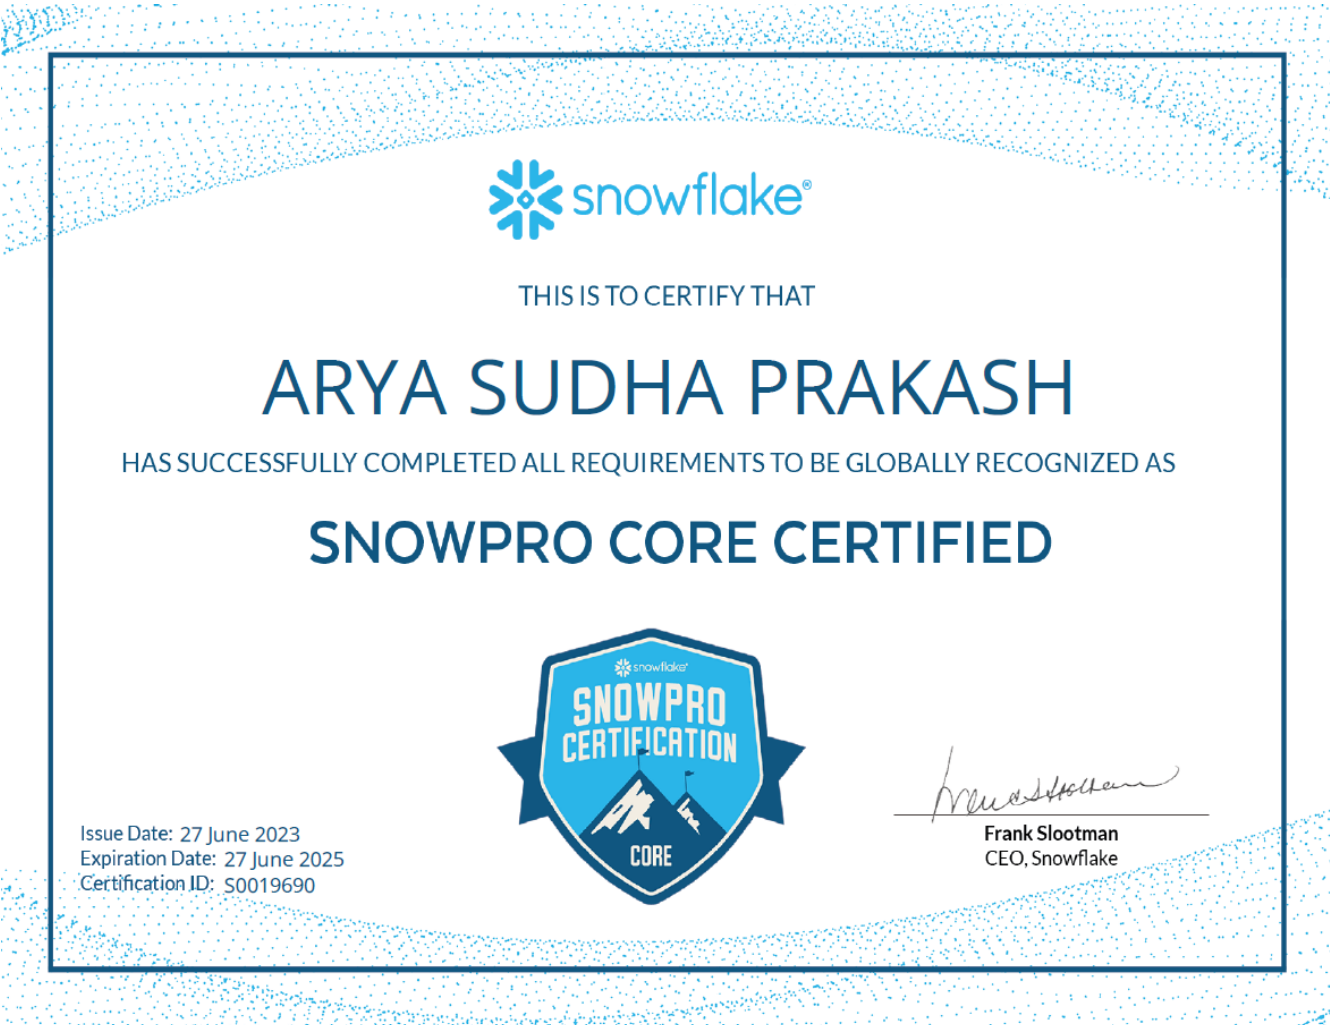 snowflake®
THIS IS TO CERTIFY THAT
ARYA SUDHA PRAKASH
HAS SUCCESSFULLY COMPLETED ALL REQUIREMENTS TO BE GLOBALLY RECOGNIZED AS
SNOWPRO CORE CERTIFIED
snowflake®
SNOWPRO
CERTIFICATION
CORE
Issue Date: 27 June 2023
Expiration Date: 27 June 2025
Certification ID: S0019690
Frank Slootman
CEO, Snowflake